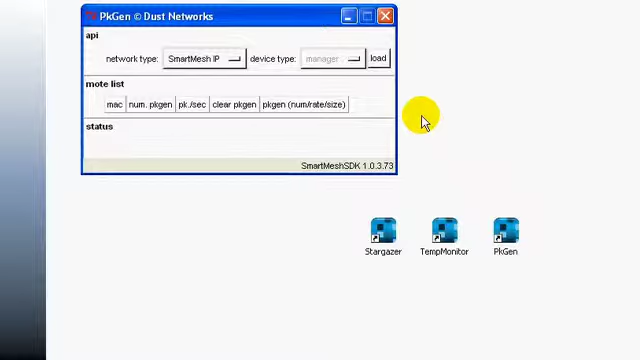 PkGen © Dust Networks
api
network type: SmartMesh IP device type: manager load
mote list
mac num. pkgen pk./sec clear pkgen pkgen (num/rate/size)
status
SmartMeshSDK 1.0.3.73
Stargazer TempMonitor PkGen